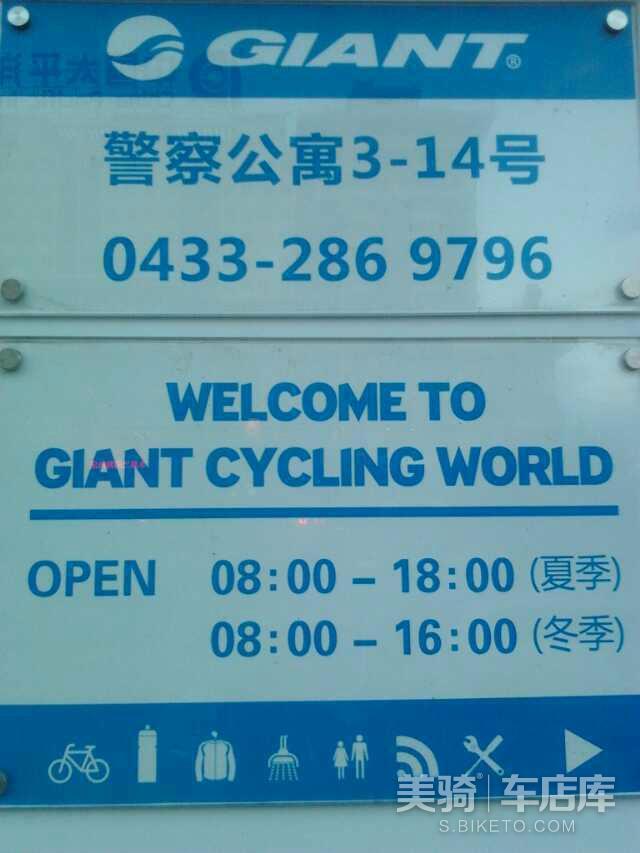 GIANT®
警察公寓3-14号
0433-286 9796
WELCOME TO
GIANT CYCLING WORLD
OPEN 08:00 – 18:00 (夏季)
08:00 – 16:00 (冬季)
美骑® 车店库
S.BIKETO.COM